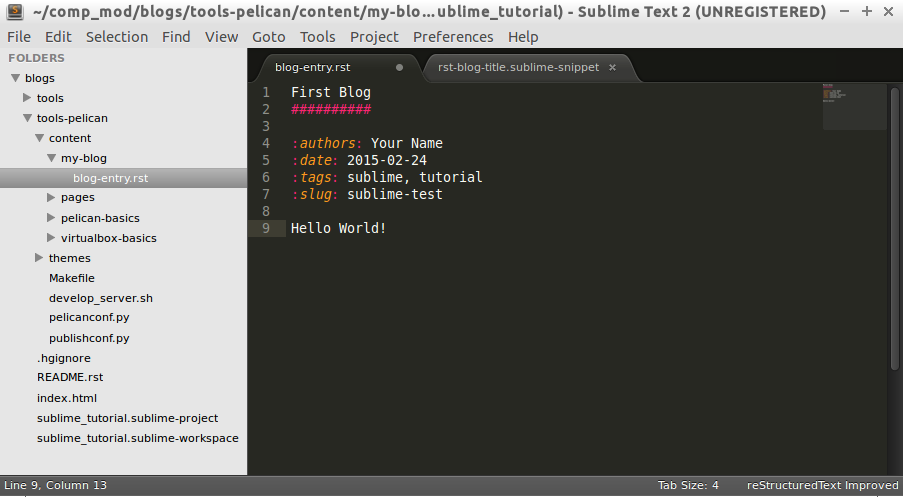 ~/comp_mod/blogs/tools-pelican/content/my-blo...ublime_tutorial) - Sublime Text 2 (UNREGISTERED)
File Edit Selection Find View Goto Tools Project Preferences Help
FOLDERS
blogs
tools
tools-pelican
content
my-blog
blog-entry.rst
pages
pelican-basics
virtualbox-basics
themes
Makefile
develop_server.sh
pelicanconf.py
publishconf.py
.hgignore
README.rst
index.html
sublime_tutorial.sublime-project
sublime_tutorial.sublime-workspace
blog-entry.rst rst-blog-title.sublime-snippet
1 First Blog
2 ##########
3
4 :authors: Your Name
5 :date: 2015-02-24
6 :tags: sublime, tutorial
7 :slug: sublime-test
8
9 Hello World!
Line 9, Column 13 Tab Size: 4 reStructuredText Improved